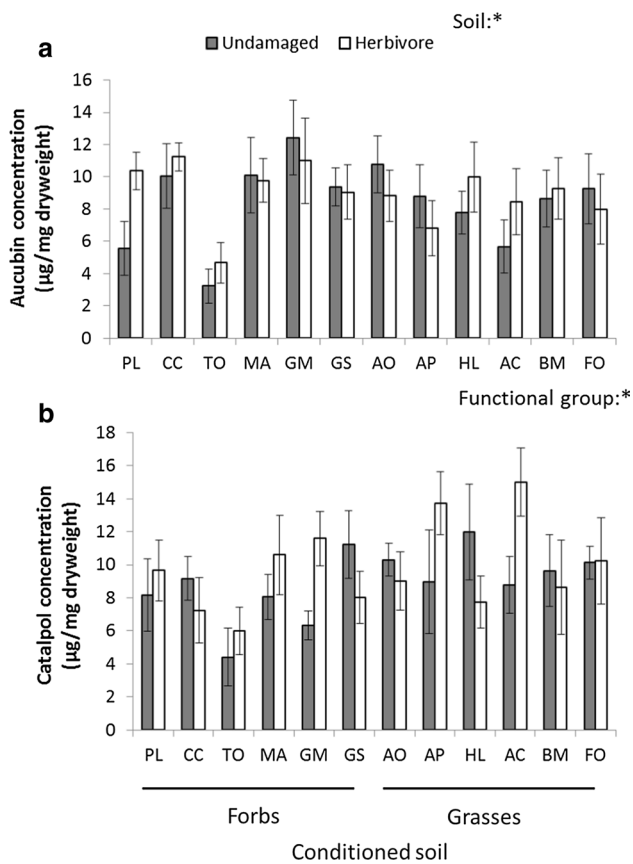 Soil:*
a
Undamaged Herbivore
Aucubin concentration
(µg/mg dryweight)
16
14
12
10
8
6
4
2
0
PL CC TO MA GM GS AO AP HL AC BM FO
Functional group:*
b
Catalpol concentration
(µg/mg dryweight)
18
16
14
12
10
8
6
4
2
0
PL CC TO MA GM GS AO AP HL AC BM FO
Forbs Grasses
Conditioned soil